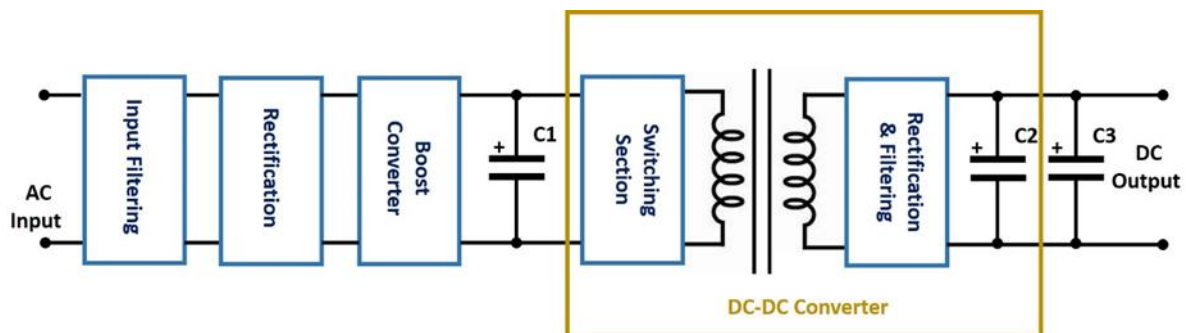 AC
Input
Input Filtering
Rectification
Boost
Converter
+
C1
Switching
Section
Rectification
& Filtering
+
C2
+
C3
DC
Output
DC-DC Converter